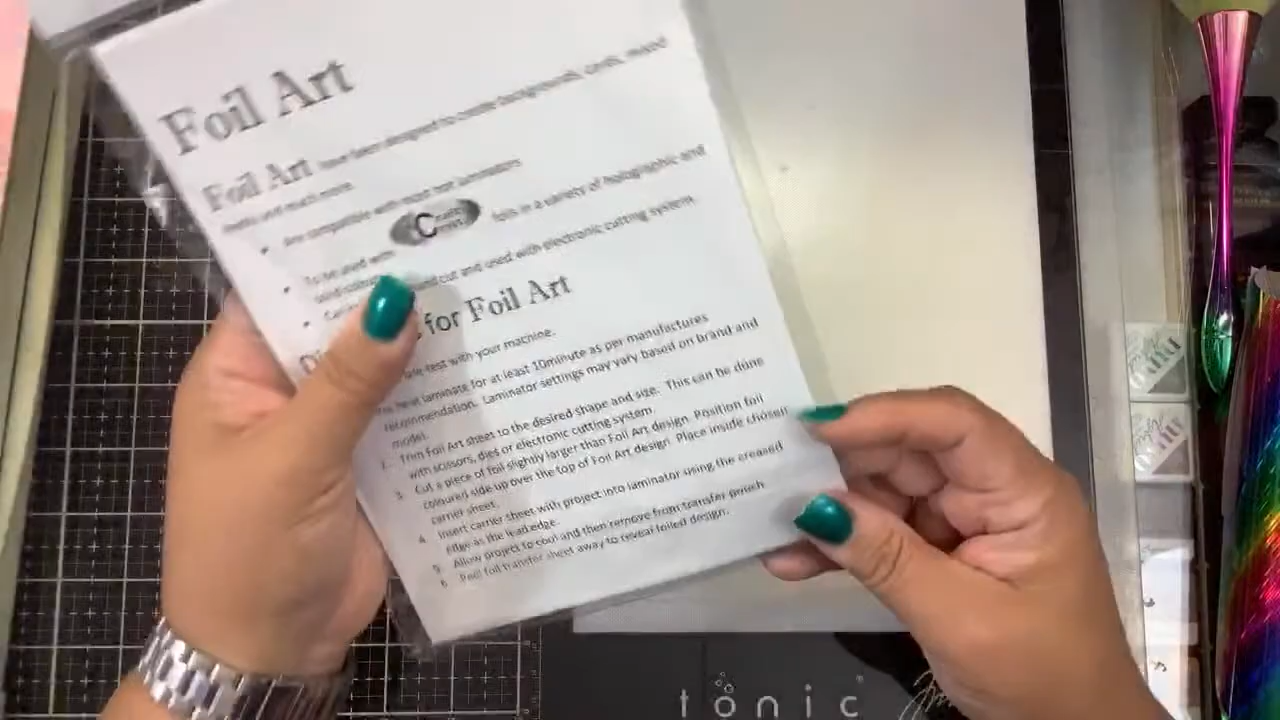 Foil Art
Foil Art have been designed to create backgrounds, cards, mixed
media and much more.
Are compatible with most hot laminators
To be used with C foils in a variety of holographic and
cut and used with electronic cutting system.
for Foil Art
test with your machine.
heat laminate for at least 10minute as per manufactures
recommendation. Laminator settings may vary based on brand and
model.
2. Trim Foil Art sheet to the desired shape and size. This can be done
with scissors, dies or electronic cutting system.
3. Cut a piece of foil slightly larger than Foil Art design. Position foil
coloured side up over the top of Foil Art design. Place inside chosen
carrier sheet.
4. Insert carrier sheet with project into laminator using the creased
edge as the lead edge.
5. Allow project to cool and then remove from transfer pouch
6. Peel foil transfer sheet away to reveal foiled design.
tonic